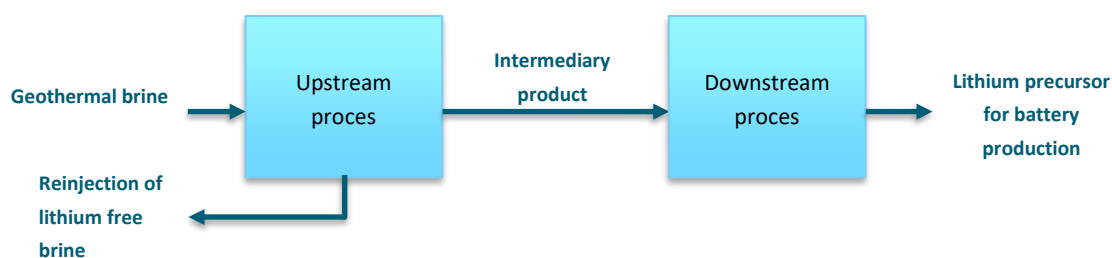 Geothermal brine
Upstream
proces
Intermediary
product
Downstream
proces
Lithium precursor
for battery
production
Reinjection of
lithium free
brine